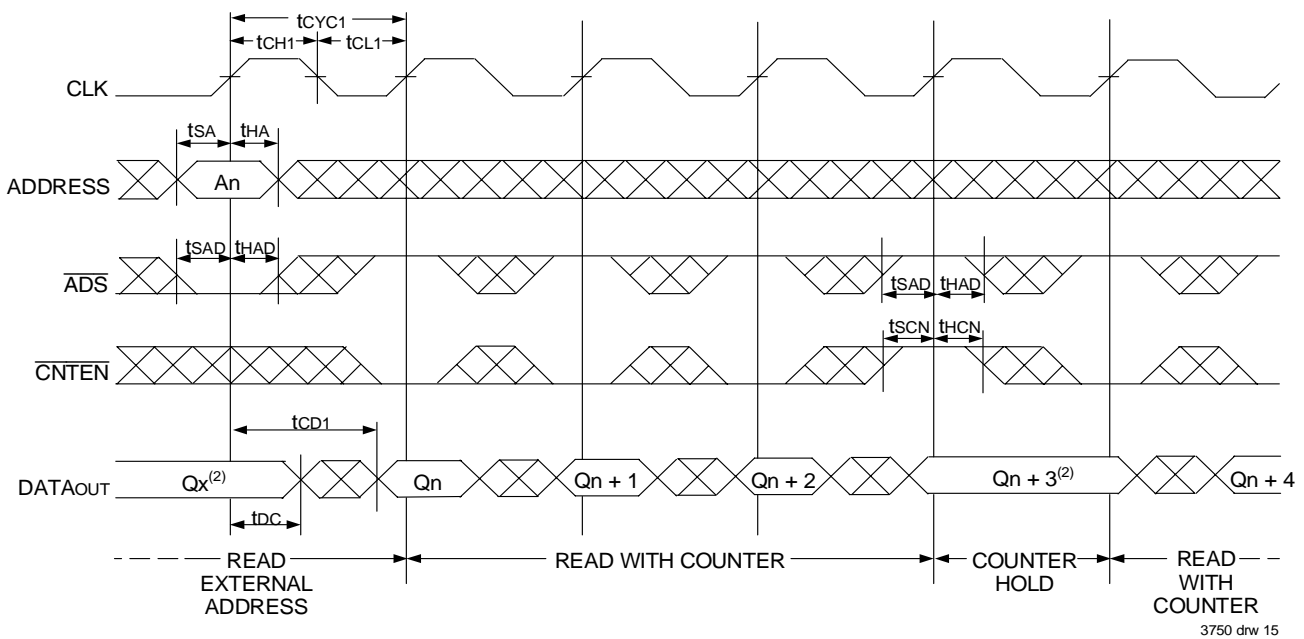 tCYC1
tCH1 tCL1
CLK
tSA tHA
ADDRESS An
tSAD tHAD
ADS
tSAD tHAD
tSCN tHCN
CNTEN
tCD1
DATAOUT Qx(2) Qn Qn + 1 Qn + 2 Qn + 3(2) Qn + 4
tDC
READ EXTERNAL ADDRESS
READ WITH COUNTER
COUNTER HOLD
READ WITH COUNTER
3750 drw 15